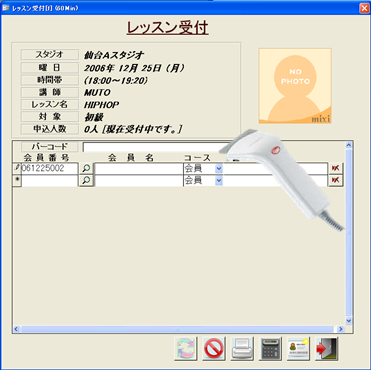 レッスン受付[I] (60Min)
レッスン受付
スタジオ 仙台Aスタジオ
曜 日 2006年 12月 25日 (月)
時間帯 (18:00～19:20)
講 師 MUTO
レッスン名 HIPHOP
対 象 初級
申込人数 0人 [現在受付中です。]
NO
PHOTO
mixi
バーコード
会 員 番 号 会 員 名 コース
061225002 会員
会員